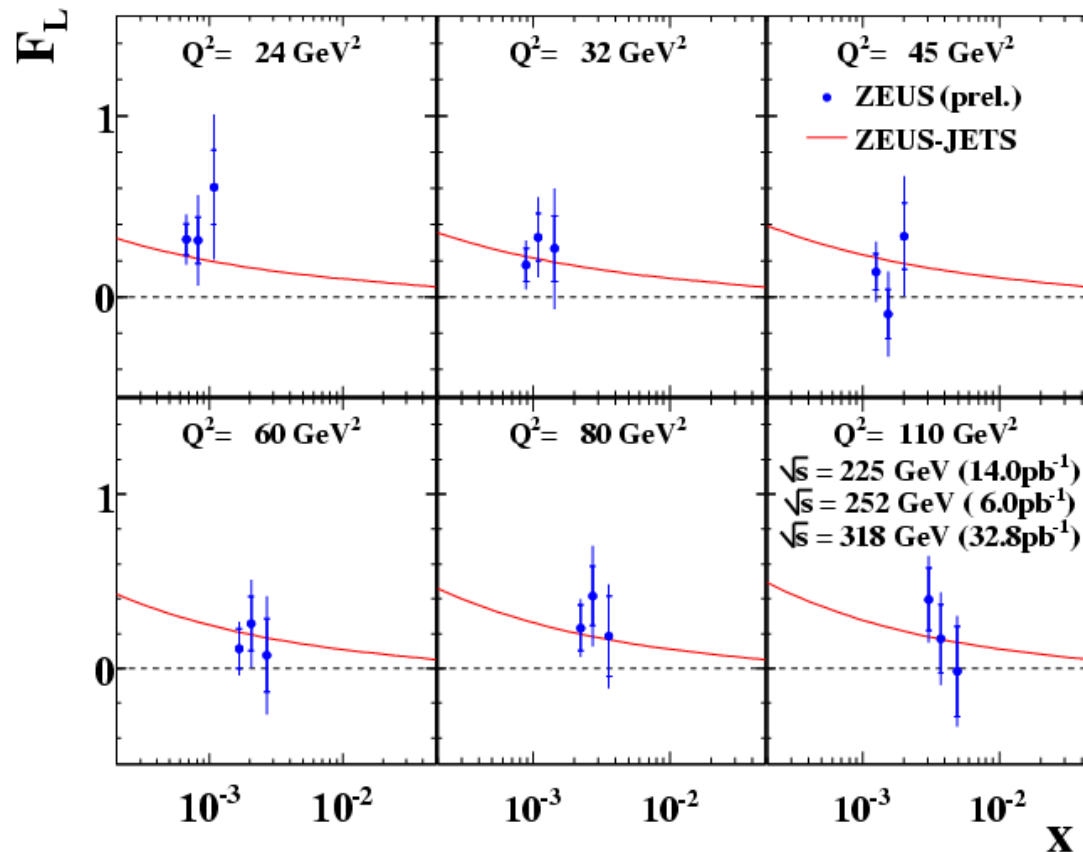 F_L
Q²= 24 GeV²
Q²= 32 GeV²
Q²= 45 GeV²
ZEUS (prel.)
ZEUS-JETS
1
0
Q²= 60 GeV²
Q²= 80 GeV²
Q²= 110 GeV²
√s = 225 GeV (14.0pb⁻¹)
√s = 252 GeV ( 6.0pb⁻¹)
√s = 318 GeV (32.8pb⁻¹)
1
0
10⁻³ 10⁻² 10⁻³ 10⁻² 10⁻³ 10⁻²
x